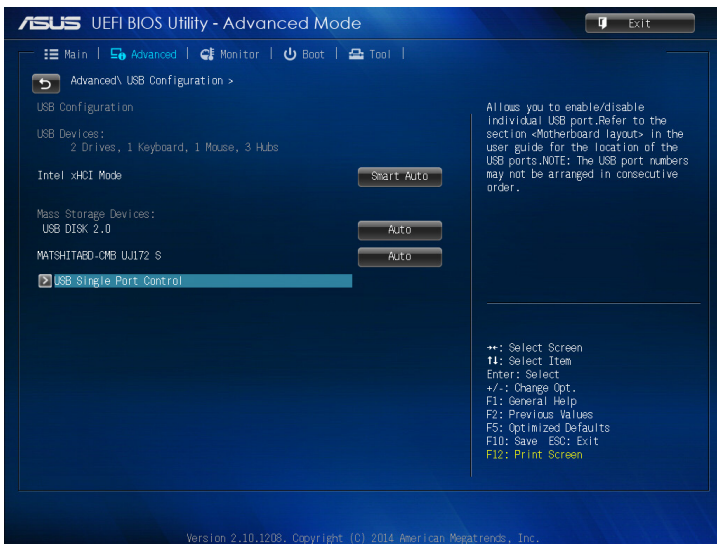 ASUS UEFI BIOS Utility - Advanced Mode
Exit
Main | Advanced | Monitor | Boot | Tool |
Advanced\ USB Configuration >
USB Configuration
USB Devices:
2 Drives, 1 Keyboard, 1 Mouse, 3 Hubs
Intel xHCI Mode
Smart Auto
Mass Storage Devices:
USB DISK 2.0
Auto
MATSHITABD-CMB UJ172 S
Auto
USB Single Port Control
Allows you to enable/disable
individual USB port.Refer to the
section <Motherboard layout> in the
user guide for the location of the
USB ports.NOTE: The USB port numbers
may not be arranged in consecutive
order.
→←: Select Screen
↑↓: Select Item
Enter: Select
+/-: Change Opt.
F1: General Help
F2: Previous Values
F5: Optimized Defaults
F10: Save ESC: Exit
F12: Print Screen
Version 2.10.1208. Copyright (C) 2014 American Megatrends, Inc.